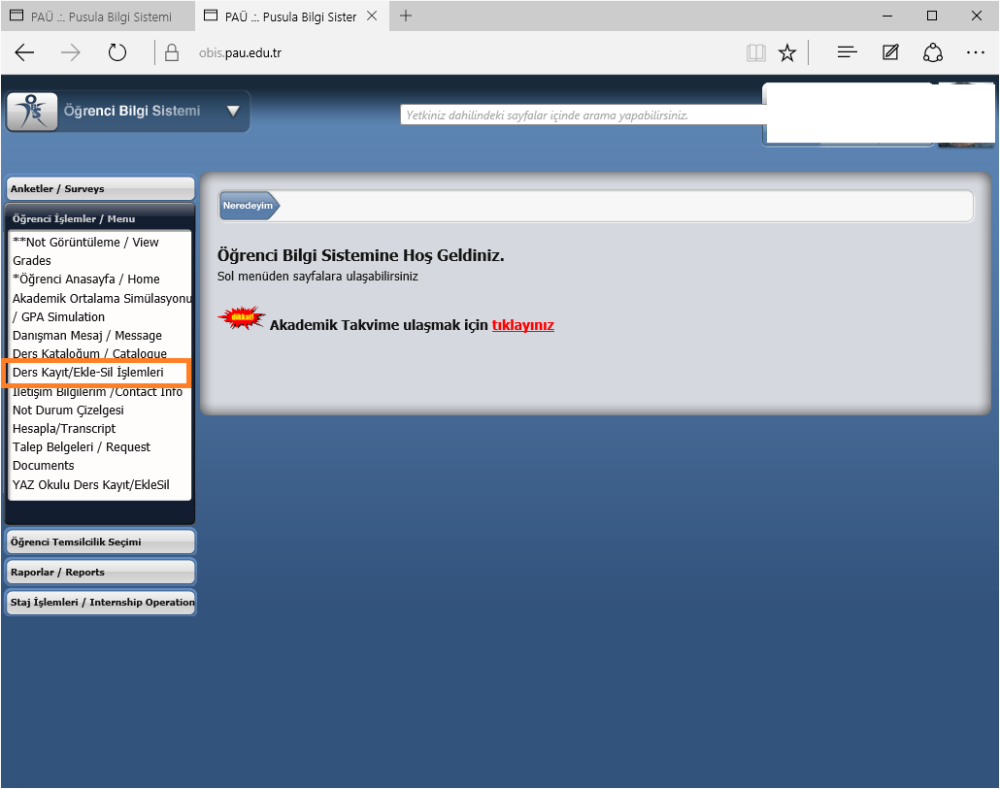 PAÜ .:. Pusula Bilgi Sistemi
PAÜ .:. Pusula Bilgi Sister
obis.pau.edu.tr
Öğrenci Bilgi Sistemi
Yetkiniz dahilindeki sayfalar içinde arama yapabilirsiniz.
Anketler / Surveys
Öğrenci İşlemler / Menu
**Not Görüntüleme / View
Grades
*Öğrenci Anasayfa / Home
Akademik Ortalama Simülasyonu
/ GPA Simulation
Danışman Mesaj / Message
Ders Kataloğum / Catalogue
Ders Kayıt/Ekle-Sil İşlemleri
İletişim Bilgilerim /Contact Info
Not Durum Çizelgesi
Hesapla/Transcript
Talep Belgeleri / Request
Documents
YAZ Okulu Ders Kayıt/EkleSil
Öğrenci Temsilcilik Seçimi
Raporlar / Reports
Staj İşlemleri / Internship Operation
Neredeyim
Öğrenci Bilgi Sistemine Hoş Geldiniz.
Sol menüden sayfalara ulaşabilirsiniz
dikkat!
Akademik Takvime ulaşmak için tıklayınız